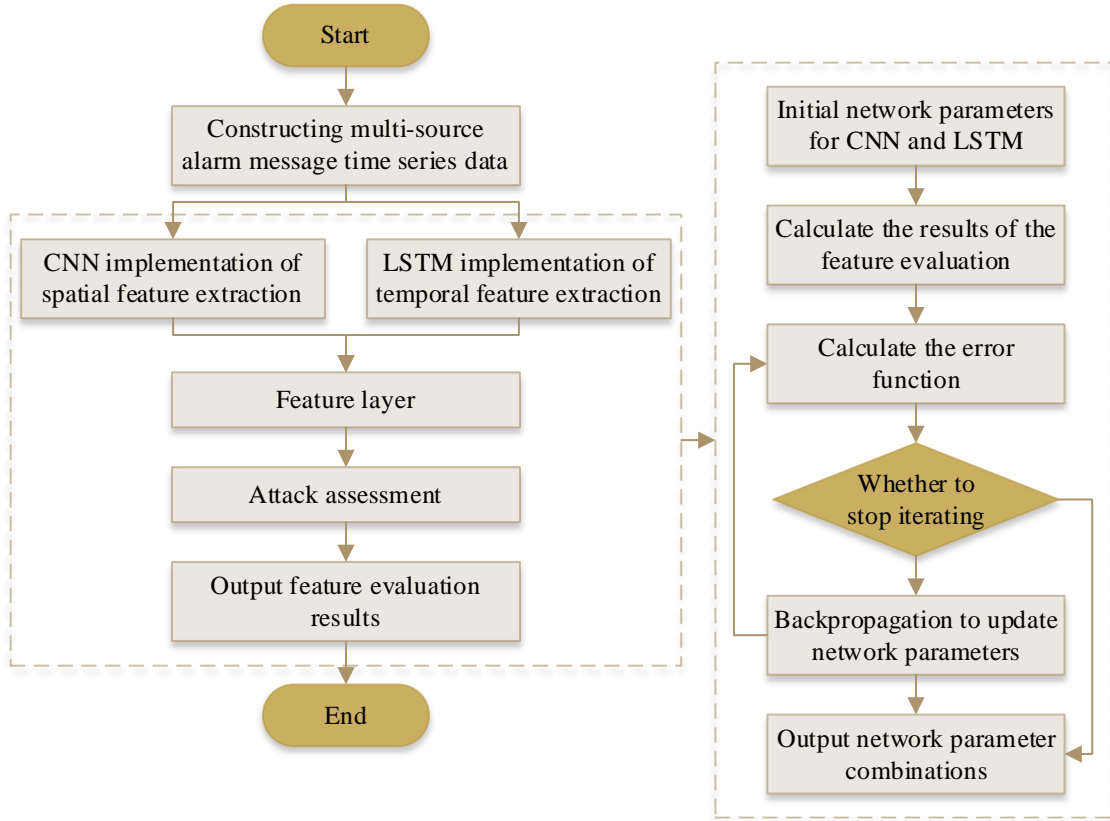 Start
Constructing multi-source
alarm message time series data
CNN implementation of
spatial feature extraction
LSTM implementation of
temporal feature extraction
Feature layer
Attack assessment
Output feature evaluation
results
End
Initial network parameters
for CNN and LSTM
Calculate the results of the
feature evaluation
Calculate the error
function
Whether to
stop iterating
Backpropagation to update
network parameters
Output network parameter
combinations